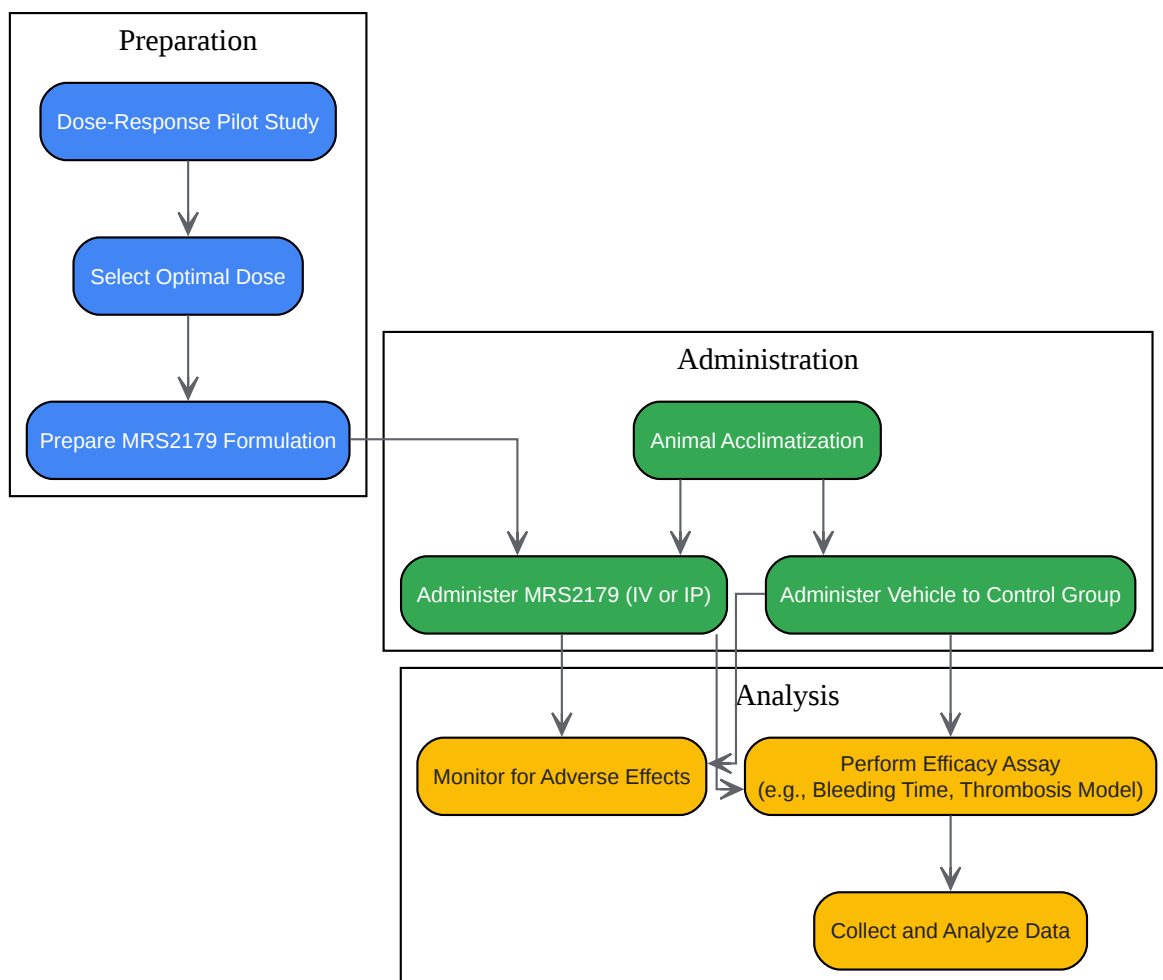 Preparation
Dose-Response Pilot Study
Select Optimal Dose
Prepare MRS2179 Formulation
Administration
Animal Acclimatization
Administer MRS2179 (IV or IP)
Administer Vehicle to Control Group
Analysis
Monitor for Adverse Effects
Perform Efficacy Assay
(e.g., Bleeding Time, Thrombosis Model)
Collect and Analyze Data